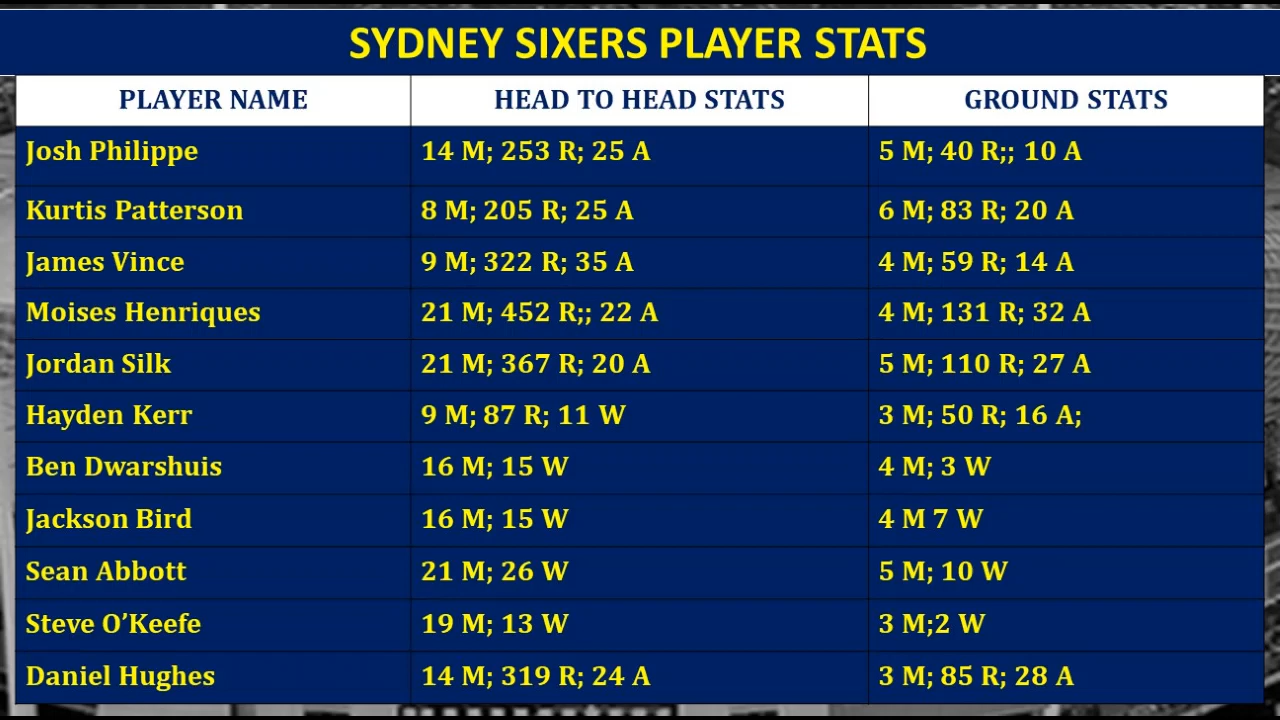 SYDNEY SIXERS PLAYER STATS
PLAYER NAME HEAD TO HEAD STATS GROUND STATS
Josh Philippe 14 M; 253 R; 25 A 5 M; 40 R;; 10 A
Kurtis Patterson 8 M; 205 R; 25 A 6 M; 83 R; 20 A
James Vince 9 M; 322 R; 35 A 4 M; 59 R; 14 A
Moises Henriques 21 M; 452 R;; 22 A 4 M; 131 R; 32 A
Jordan Silk 21 M; 367 R; 20 A 5 M; 110 R; 27 A
Hayden Kerr 9 M; 87 R; 11 W 3 M; 50 R; 16 A;
Ben Dwarshuis 16 M; 15 W 4 M; 3 W
Jackson Bird 16 M; 15 W 4 M 7 W
Sean Abbott 21 M; 26 W 5 M; 10 W
Steve O’Keefe 19 M; 13 W 3 M;2 W
Daniel Hughes 14 M; 319 R; 24 A 3 M; 85 R; 28 A